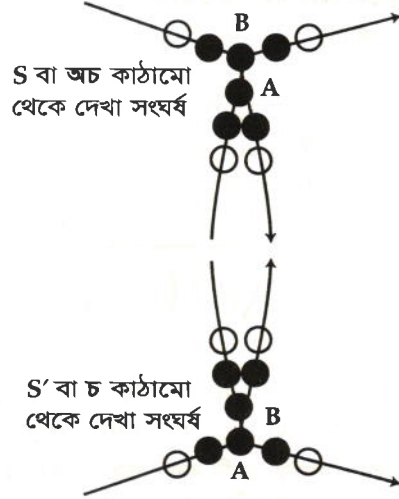 B
A
S বা অচ কাঠামো
থেকে দেখা সংঘর্ষ
S′ বা চ কাঠামো
থেকে দেখা সংঘর্ষ
B
A